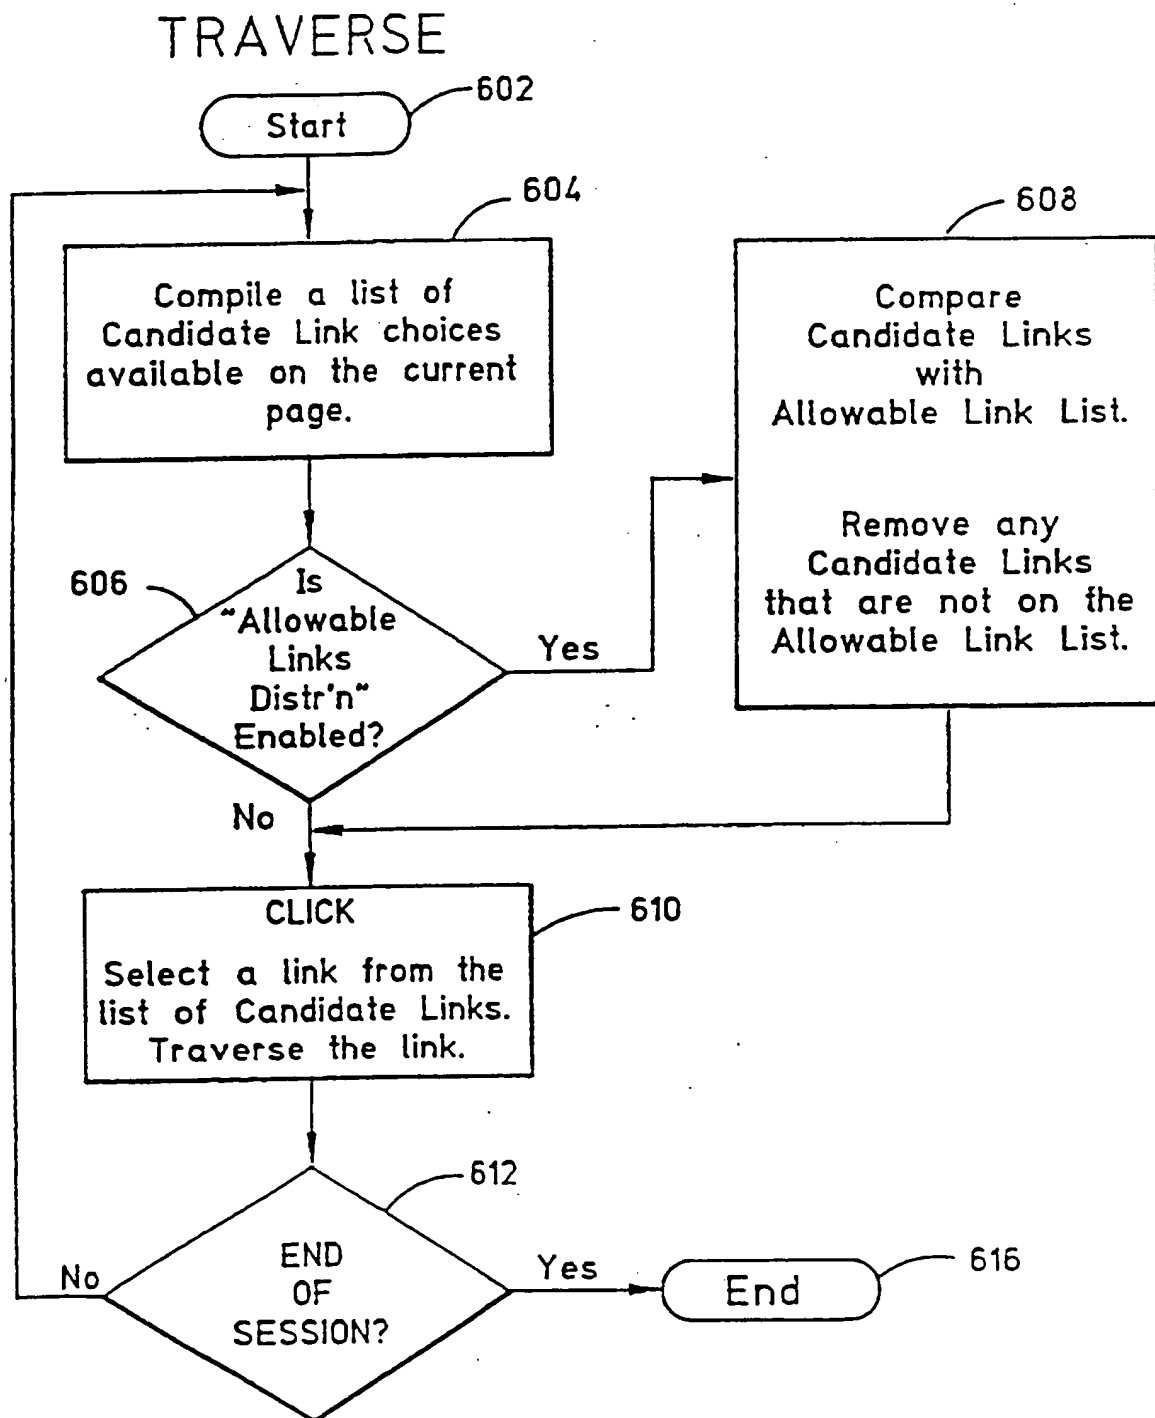 TRAVERSE
602
Start
604
Compile a list of
Candidate Link choices
available on the current
page.
608
Compare
Candidate Links
with
Allowable Link List.
Remove any
Candidate Links
that are not on the
Allowable Link List.
606
Is
"Allowable
Links
Distr'n"
Enabled?
Yes
No
610
CLICK
Select a link from the
list of Candidate Links.
Traverse the link.
612
END
OF
SESSION?
No
Yes
End
616